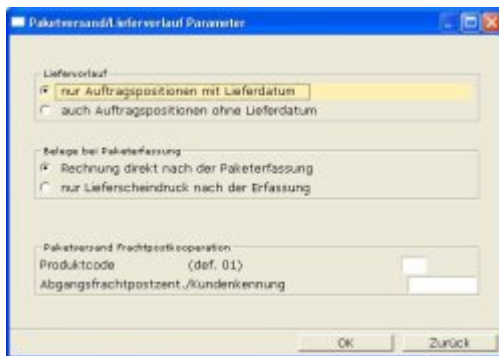 Paketversand/Liefervorlauf Parameter
Liefervorlauf
nur Auftragspositionen mit Lieferdatum
auch Auftragspositionen ohne Lieferdatum
Belege bei Paketerfassung
Rechnung direkt nach der Paketerfassung
nur Lieferscheindruck nach der Erfassung
Paketversand Frachtpostkooperation
Produktcode (def. 01)
Abgangsfrachtpostzent./Kundenkennung
OK Zurück